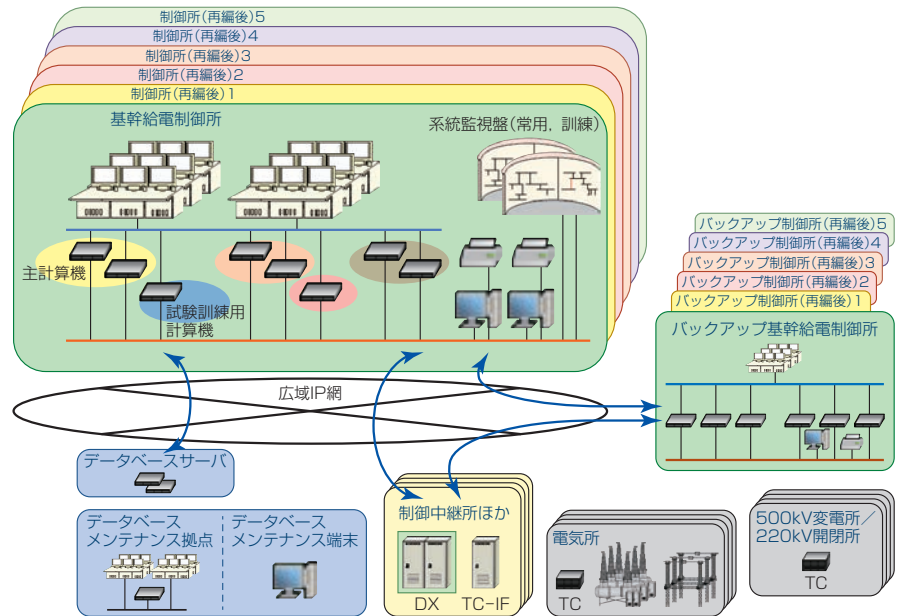 制御所(再編後)5
制御所(再編後)4
制御所(再編後)3
制御所(再編後)2
制御所(再編後)1
基幹給電制御所
系統監視盤(常用, 訓練)
主計算機
試験訓練用
計算機
バックアップ制御所(再編後)5
バックアップ制御所(再編後)4
バックアップ制御所(再編後)3
バックアップ制御所(再編後)2
バックアップ制御所(再編後)1
バックアップ基幹給電制御所
広域IP網
データベースサーバ
データベース
メンテナンス拠点
データベース
メンテナンス端末
制御中継所ほか
DX
TC-IF
電気所
TC
500kV変電所／
220kV開閉所
TC